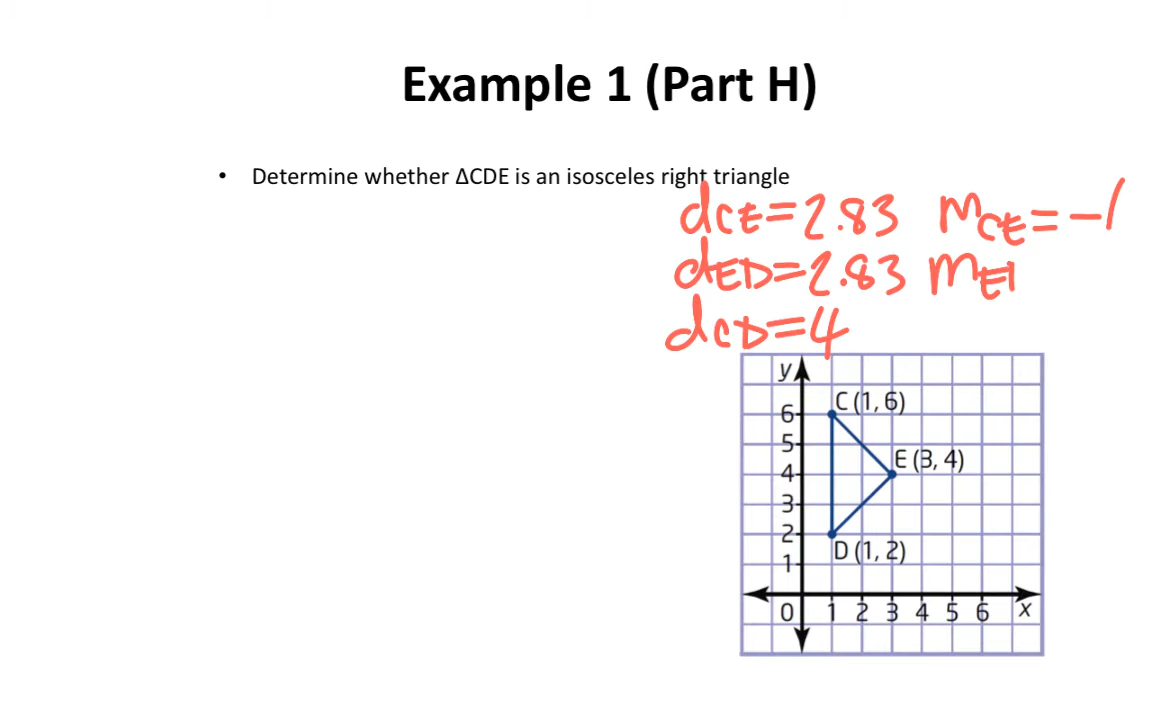 Example 1 (Part H)
• Determine whether ΔCDE is an isosceles right triangle
dCE=2.83 mCE=-1
dED=2.83 mE
dCD=4
y
C (1, 6)
6
5
E (3, 4)
4
3
2
D (1, 2)
1
0 1 2 3 4 5 6 x